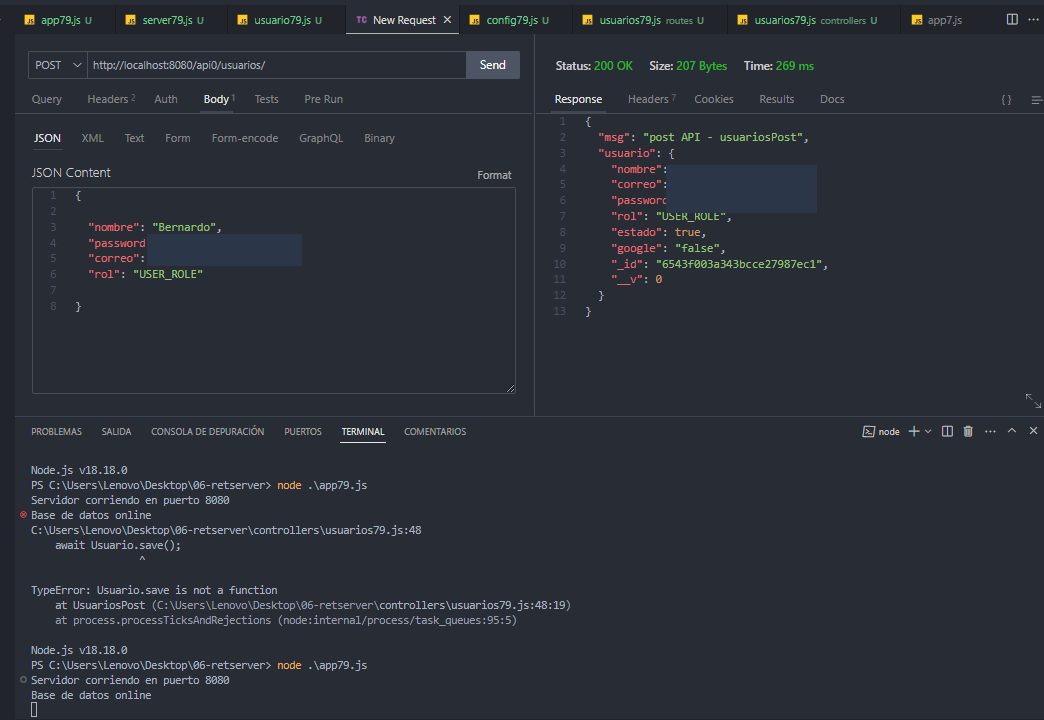 JS app79.js U JS server79.js U JS usuario79.js U TC New Request × JS config79.js U JS usuarios79.js routes U JS usuarios79.js controllers U JS app7.js
POST http://localhost:8080/api0/usuarios/ Send
Query Headers 2 Auth Body 1 Tests Pre Run
JSON XML Text Form Form-encode GraphQL Binary
JSON Content Format
1 {
2
3 "nombre": "Bernardo",
4 "password
5 "correo":
6 "rol": "USER_ROLE"
7
8 }
Status: 200 OK Size: 207 Bytes Time: 269 ms
Response Headers 7 Cookies Results Docs { }
1 {
2 "msg": "post API - usuariosPost",
3 "usuario": {
4 "nombre":
5 "correo":
6 "password
7 "rol": "USER_ROLE",
8 "estado": true,
9 "google": "false",
10 "_id": "6543f003a343bcce27987ec1",
11 "__v": 0
12 }
13 }
PROBLEMAS SALIDA CONSOLA DE DEPURACIÓN PUERTOS TERMINAL COMENTARIOS node
Node.js v18.18.0
PS C:\Users\Lenovo\Desktop\06-retserver> node .\app79.js
Servidor corriendo en puerto 8080
Base de datos online
C:\Users\Lenovo\Desktop\06-retserver\controllers\usuarios79.js:48
await Usuario.save();
^
TypeError: Usuario.save is not a function
at UsuariosPost (C:\Users\Lenovo\Desktop\06-retserver\controllers\usuarios79.js:48:19)
at process.processTicksAndRejections (node:internal/process/task_queues:95:5)
Node.js v18.18.0
PS C:\Users\Lenovo\Desktop\06-retserver> node .\app79.js
Servidor corriendo en puerto 8080
Base de datos online